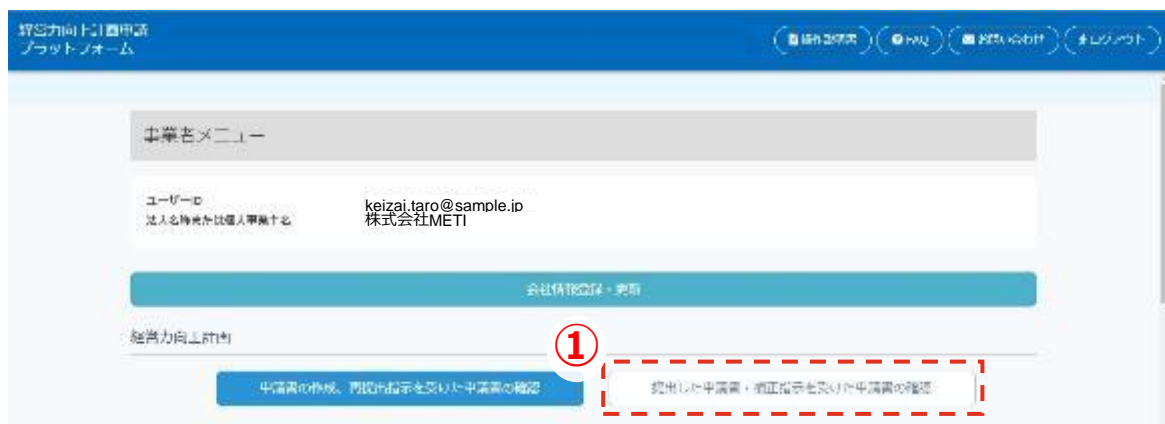 経営力向上計画申請
プラットフォーム
操作説明書 FAQ お問い合わせ ログアウト
事業者メニュー
ユーザーID keizai.taro@sample.jp
法人名称または個人事業主名 株式会社METI
会社情報登録・更新
経営力向上計画
①
申請書の作成、再提出指示を受けた申請書の確認 提出した申請書・補正指示を受けた申請書の確認